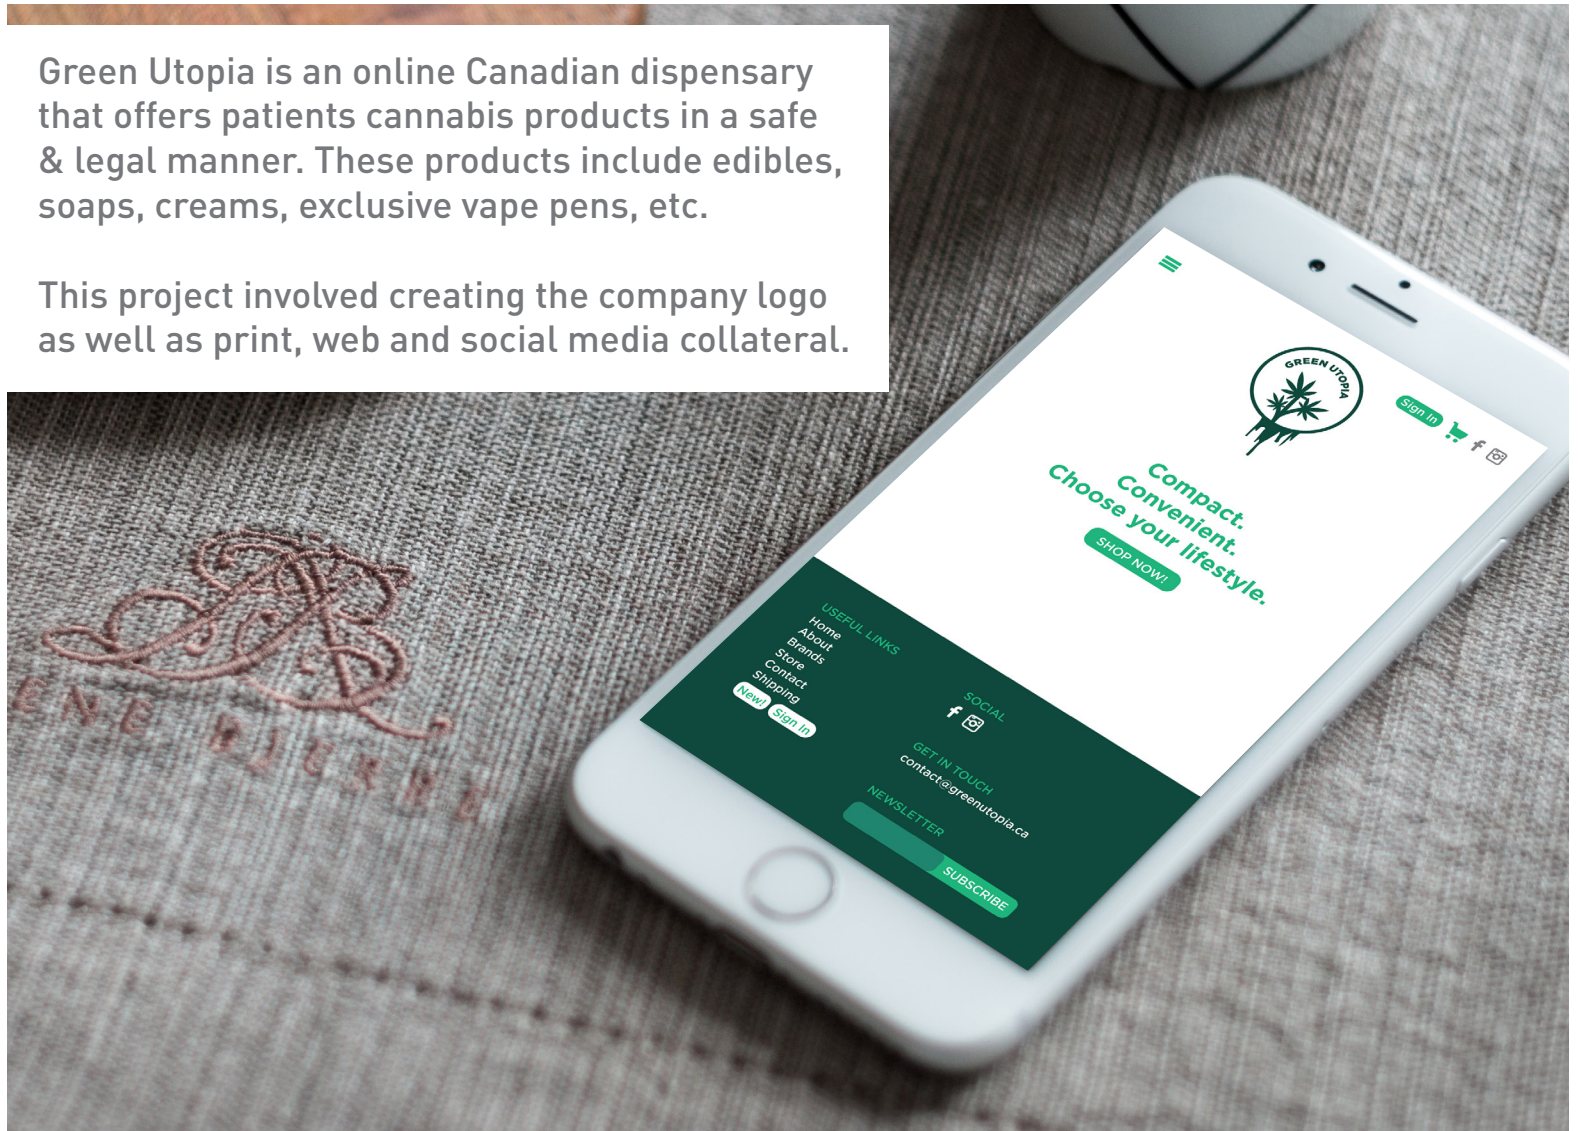 Green Utopia is an online Canadian dispensary
that offers patients cannabis products in a safe
& legal manner. These products include edibles,
soaps, creams, exclusive vape pens, etc.
This project involved creating the company logo
as well as print, web and social media collateral.
GREEN UTOPIA
Sign In
Compact.
Convenient.
Choose your lifestyle.
SHOP NOW!
USEFUL LINKS
Home
About
Brands
Store
Contact
Shipping
New! Sign In
SOCIAL
GET IN TOUCH
contact@greenutopia.ca
NEWSLETTER
SUBSCRIBE